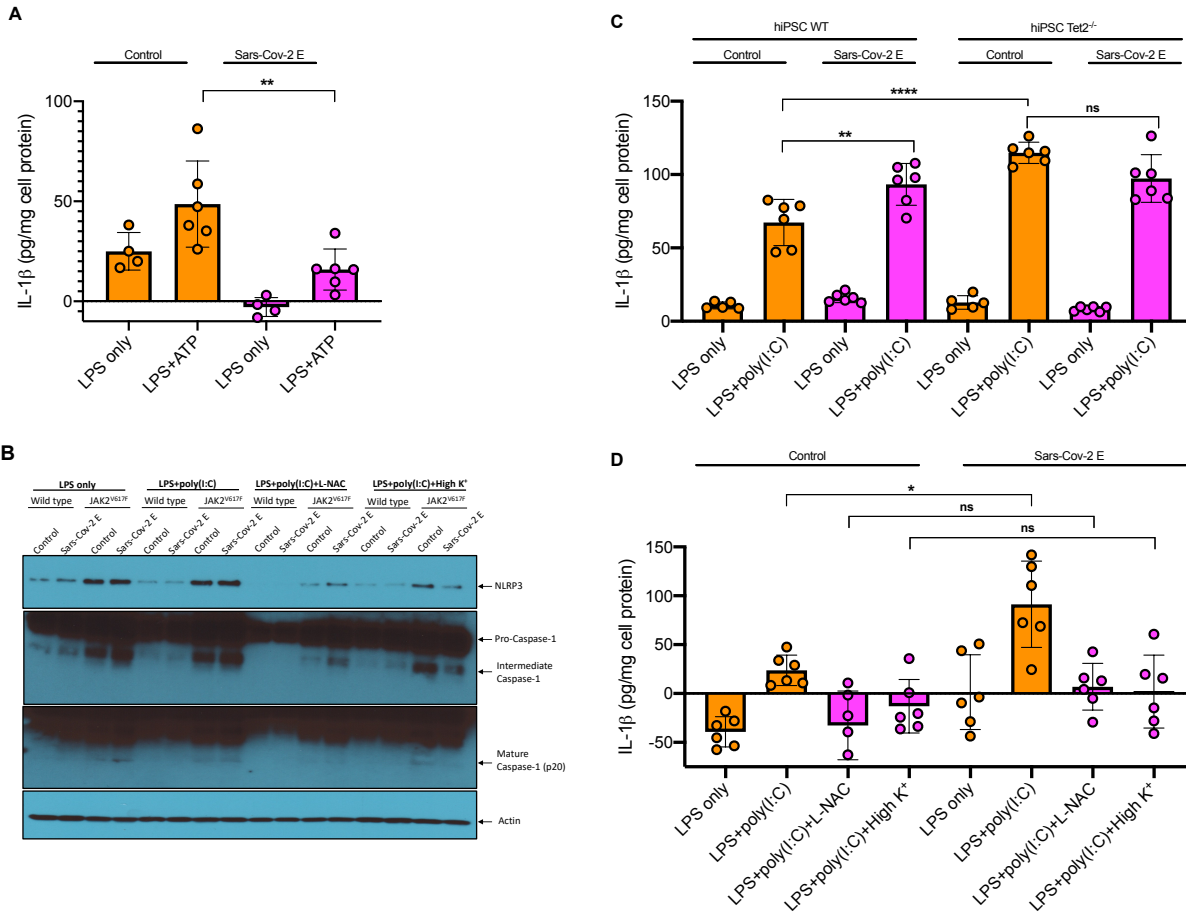 A
Control Sars-Cov-2 E
**
IL-1β (pg/mg cell protein)
100
50
0
LPS only
LPS+ATP
LPS only
LPS+ATP
B
LPS only LPS+poly(I:C) LPS+poly(I:C)+L-NAC LPS+poly(I:C)+High K⁺
Wild type JAK2V617F Wild type JAK2V617F Wild type JAK2V617F Wild type JAK2V617F
Control Sars-Cov-2 E Control Sars-Cov-2 E Control Sars-Cov-2 E Control Sars-Cov-2 E Control Sars-Cov-2 E Control Sars-Cov-2 E Control Sars-Cov-2 E Control Sars-Cov-2 E
NLRP3
Pro-Caspase-1
Intermediate
Caspase-1
Mature
Caspase-1 (p20)
Actin
C
hiPSC WT hiPSC Tet2-/-
Control Sars-Cov-2 E Control Sars-Cov-2 E
****
ns
**
IL-1β (pg/mg cell protein)
150
100
50
0
LPS only
LPS+poly(I:C)
LPS only
LPS+poly(I:C)
LPS only
LPS+poly(I:C)
LPS only
LPS+poly(I:C)
D
Control Sars-Cov-2 E
*
ns
ns
IL-1β (pg/mg cell protein)
150
100
50
0
-50
LPS only
LPS+poly(I:C)
LPS+poly(I:C)+L-NAC
LPS+poly(I:C)+High K⁺
LPS only
LPS+poly(I:C)
LPS+poly(I:C)+L-NAC
LPS+poly(I:C)+High K⁺